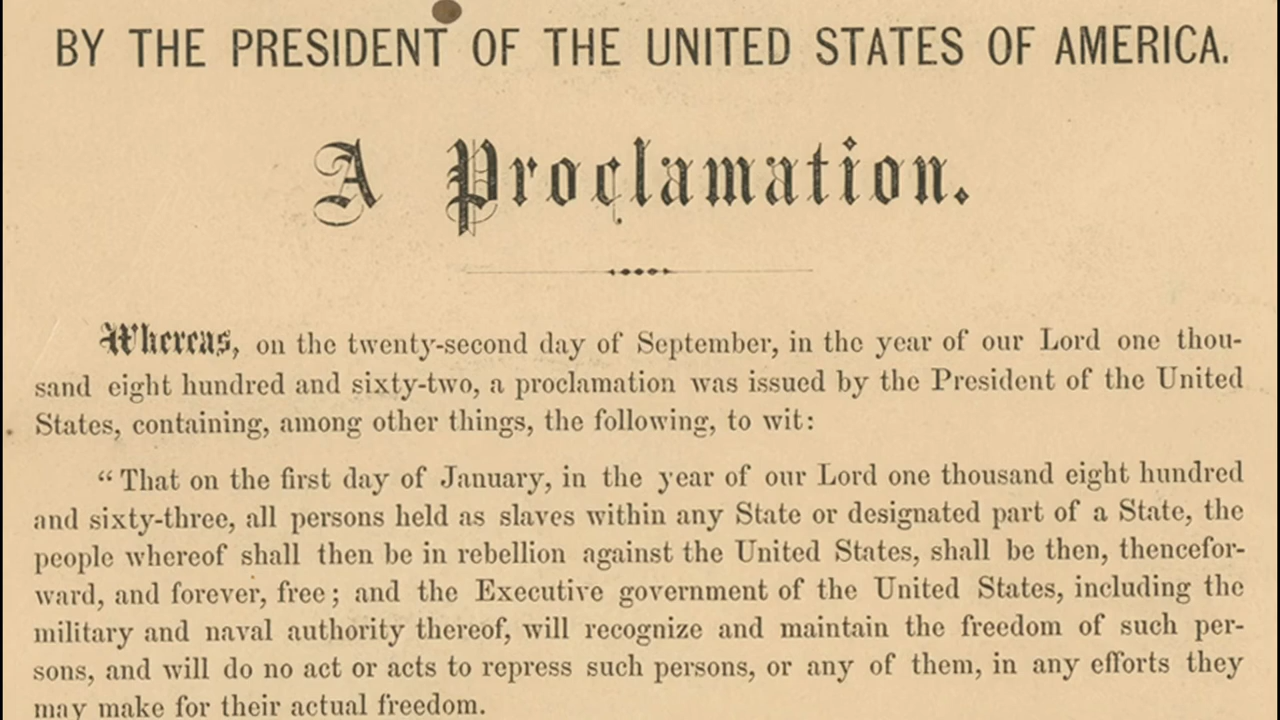 BY THE PRESIDENT OF THE UNITED STATES OF AMERICA.
A Proclamation.
Whereas, on the twenty-second day of September, in the year of our Lord one thou-
sand eight hundred and sixty-two, a proclamation was issued by the President of the United
States, containing, among other things, the following, to wit:
“ That on the first day of January, in the year of our Lord one thousand eight hundred
and sixty-three, all persons held as slaves within any State or designated part of a State, the
people whereof shall then be in rebellion against the United States, shall be then, thencefor-
ward, and forever, free; and the Executive government of the United States, including the
military and naval authority thereof, will recognize and maintain the freedom of such per-
sons, and will do no act or acts to repress such persons, or any of them, in any efforts they
may make for their actual freedom.